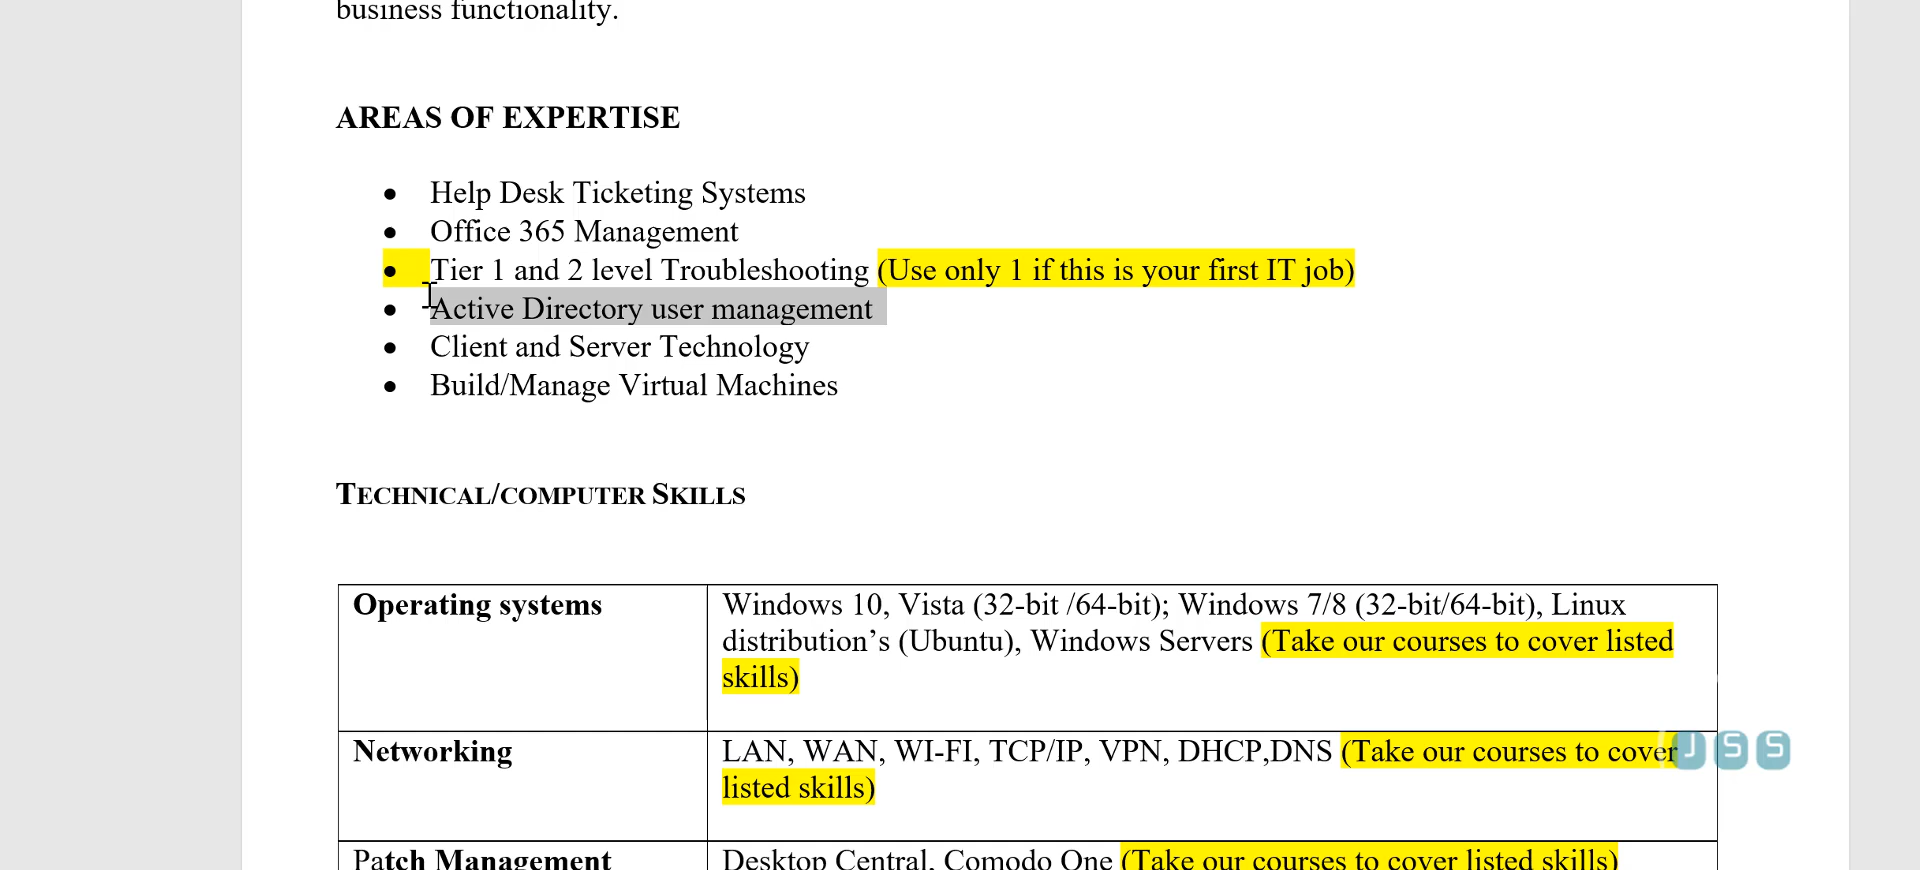 business functionality.
AREAS OF EXPERTISE
• Help Desk Ticketing Systems
• Office 365 Management
• Tier 1 and 2 level Troubleshooting (Use only 1 if this is your first IT job)
• Active Directory user management
• Client and Server Technology
• Build/Manage Virtual Machines
TECHNICAL/COMPUTER SKILLS
Operating systems
Windows 10, Vista (32-bit /64-bit); Windows 7/8 (32-bit/64-bit), Linux
distribution’s (Ubuntu), Windows Servers (Take our courses to cover listed
skills)
Networking
LAN, WAN, WI-FI, TCP/IP, VPN, DHCP,DNS (Take our courses to cover
listed skills)
JSS
Patch Management
Desktop Central, Comodo One (Take our courses to cover listed skills)